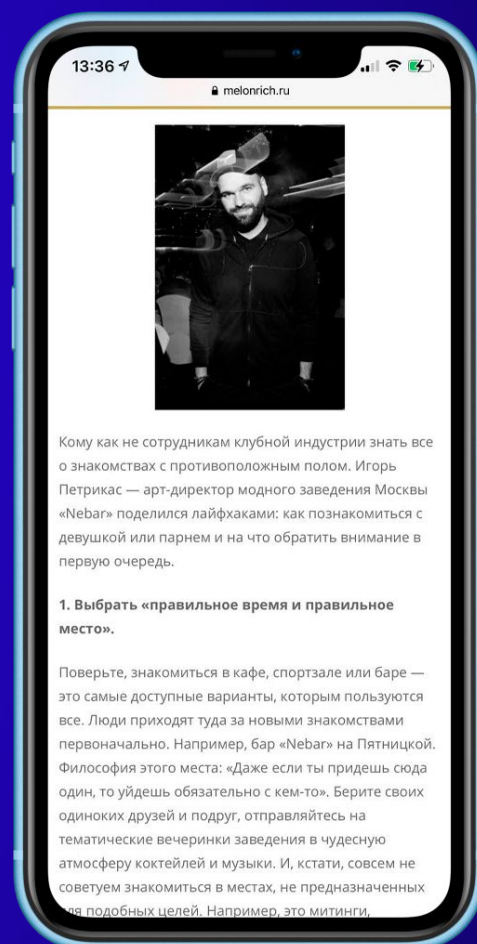 13:36
melonrich.ru
Кому как не сотрудникам клубной индустрии знать все
о знакомствах с противоположным полом. Игорь
Петрикас — арт-директор модного заведения Москвы
«Nebar» поделился лайфхаками: как познакомиться с
девушкой или парнем и на что обратить внимание в
первую очередь.
1. Выбрать «правильное время и правильное
место».
Поверьте, знакомиться в кафе, спортзале или баре —
это самые доступные варианты, которым пользуются
все. Люди приходят туда за новыми знакомствами
первоначально. Например, бар «Nebar» на Пятницкой.
Философия этого места: «Даже если ты придешь сюда
один, то уйдешь обязательно с кем-то». Берите своих
одиноких друзей и подруг, отправляйтесь на
тематические вечеринки заведения в чудесную
атмосферу коктейлей и музыки. И, кстати, совсем не
советуем знакомиться в местах, не предназначенных
для подобных целей. Например, это митинги,